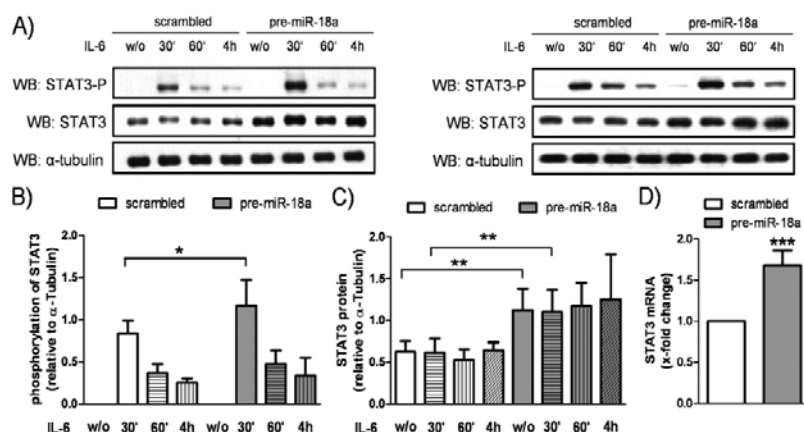 A)
scrambled pre-miR-18a
IL-6 w/o 30' 60' 4h w/o 30' 60' 4h
WB: STAT3-P
WB: STAT3
WB: α-tubulin
scrambled pre-miR-18a
IL-6 w/o 30' 60' 4h w/o 30' 60' 4h
WB: STAT3-P
WB: STAT3
WB: α-tubulin
B)
scrambled pre-miR-18a
phosphorylation of STAT3
(relative to α-Tubulin)
2.0
1.5
1.0
0.5
0.0
*
IL-6 w/o 30' 60' 4h w/o 30' 60' 4h
C)
scrambled pre-miR-18a
STAT3 protein
(relative to α-Tubulin)
2.0
1.5
1.0
0.5
0.0
**
**
w/o 30' 60' 4h w/o 30' 60' 4h
D)
scrambled
pre-miR-18a
STAT3 mRNA
(x-fold change)
2.0
1.5
1.0
0.5
0.0
***